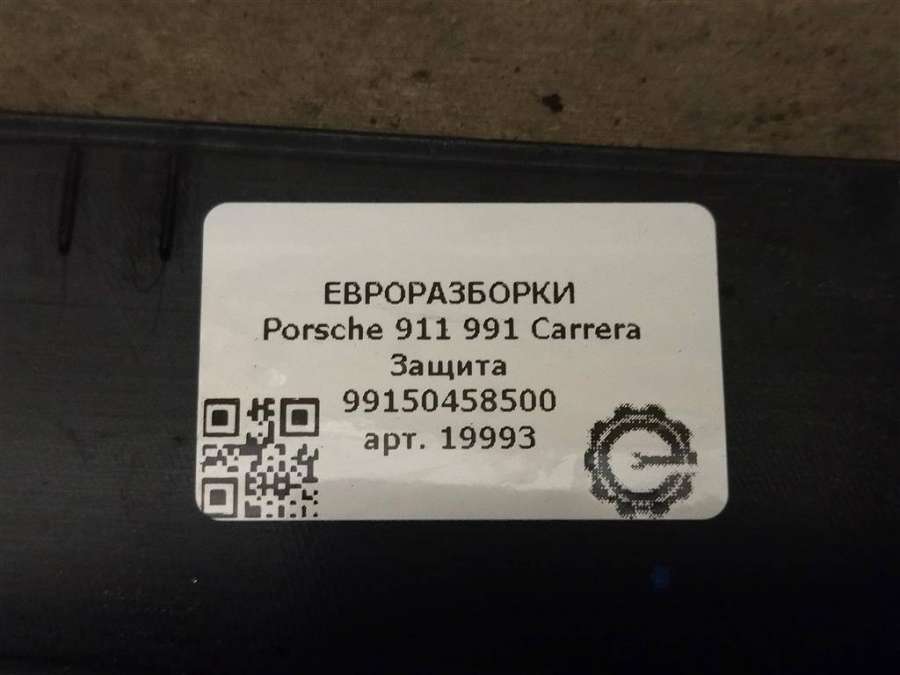 ЕВРОРАЗБОРКИ
Porsche 911 991 Carrera
Защита
99150458500
арт. 19993